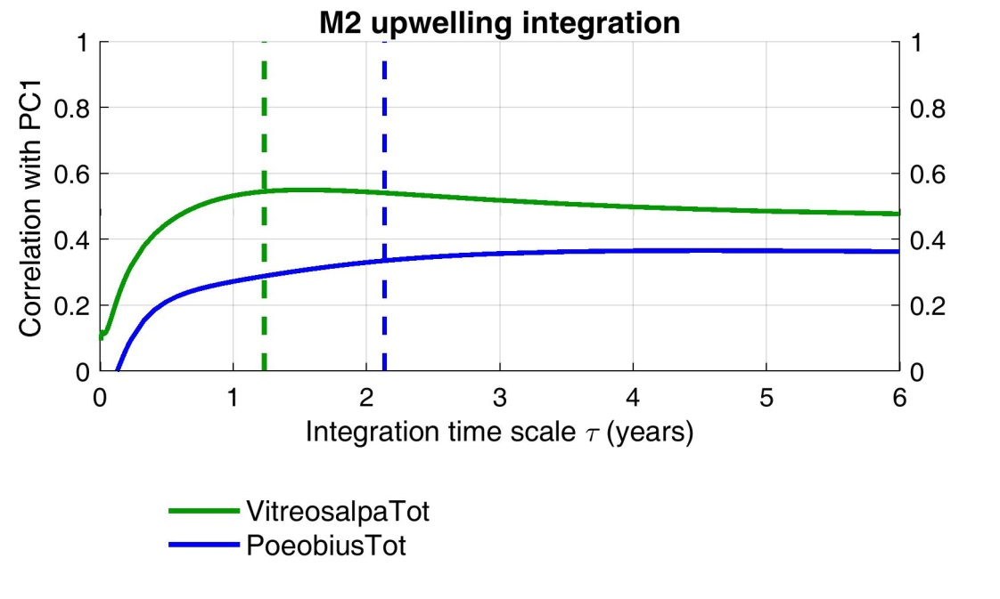 M2 upwelling integration
1
0.8
0.6
0.4
0.2
0
Correlation with PC1
1
0.8
0.6
0.4
0.2
0
0 1 2 3 4 5 6
Integration time scale τ (years)
VitreosalpaTot
PoeobiusTot